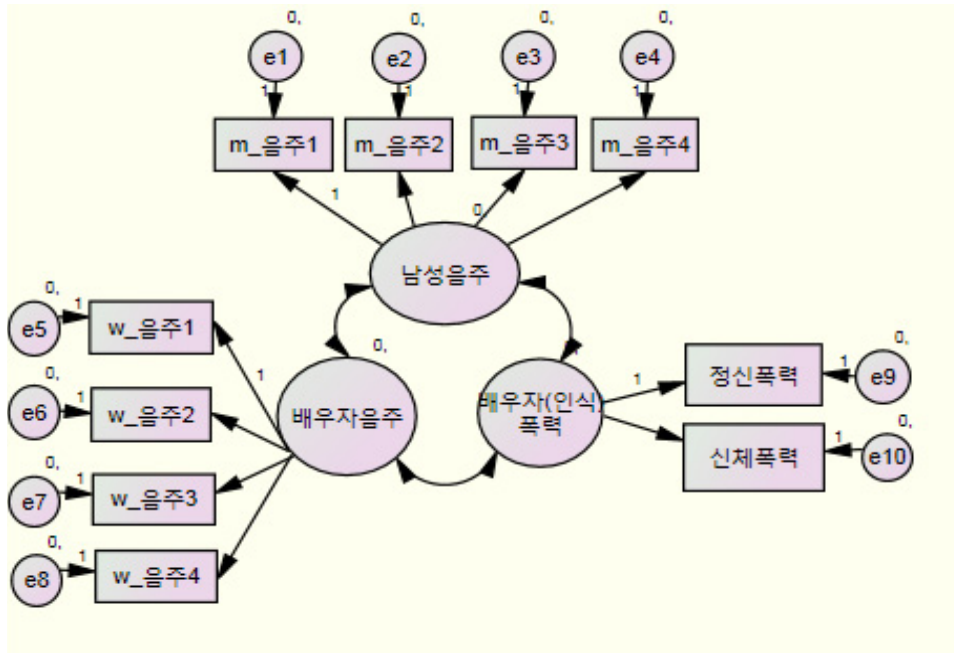 0, 0, 0, 0,
e1 e2 e3 e4
1 1 1 1
m_음주1 m_음주2 m_음주3 m_음주4
1 0,
남성음주
0,
e5 1 w_음주1
0, 0,
e6 1 w_음주2
1
배우자음주
0,
e7 1 w_음주3
0,
e8 1 w_음주4
배우자(인식)
폭력
0,
1 정신폭력 1 e9
0,
신체폭력 1 e10